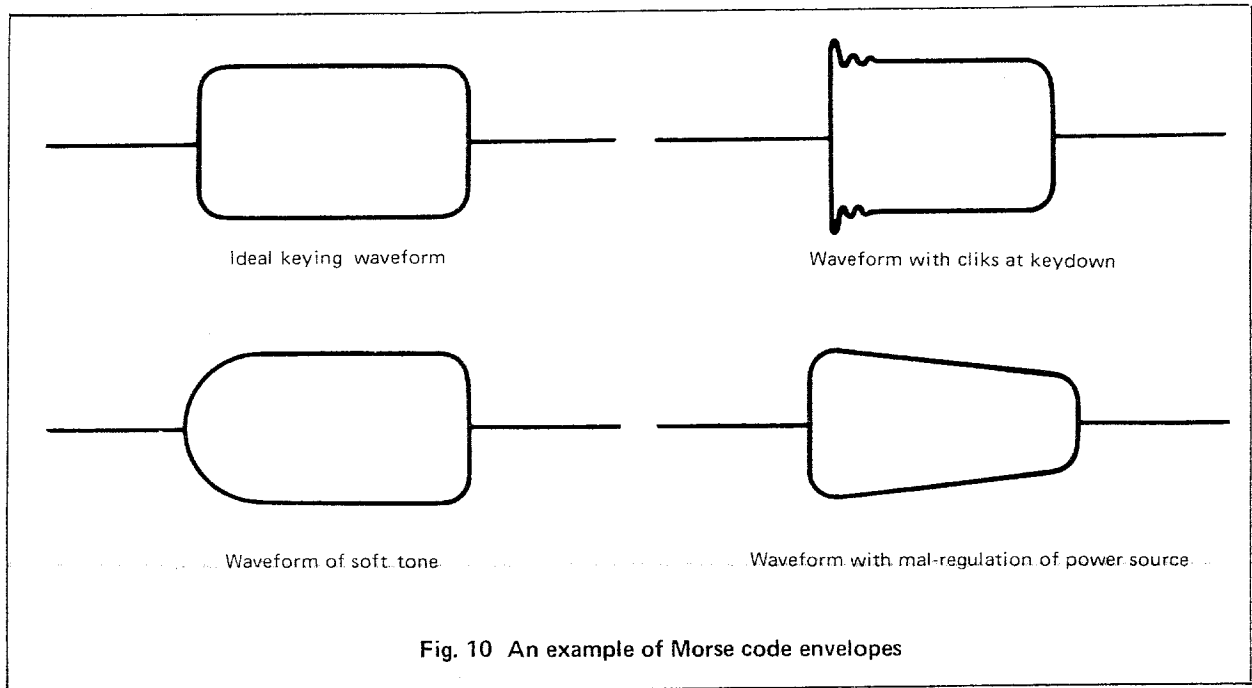 Ideal keying waveform
Waveform with cliks at keydown
Waveform of soft tone
Waveform with mal-regulation of power source
Fig. 10 An example of Morse code envelopes